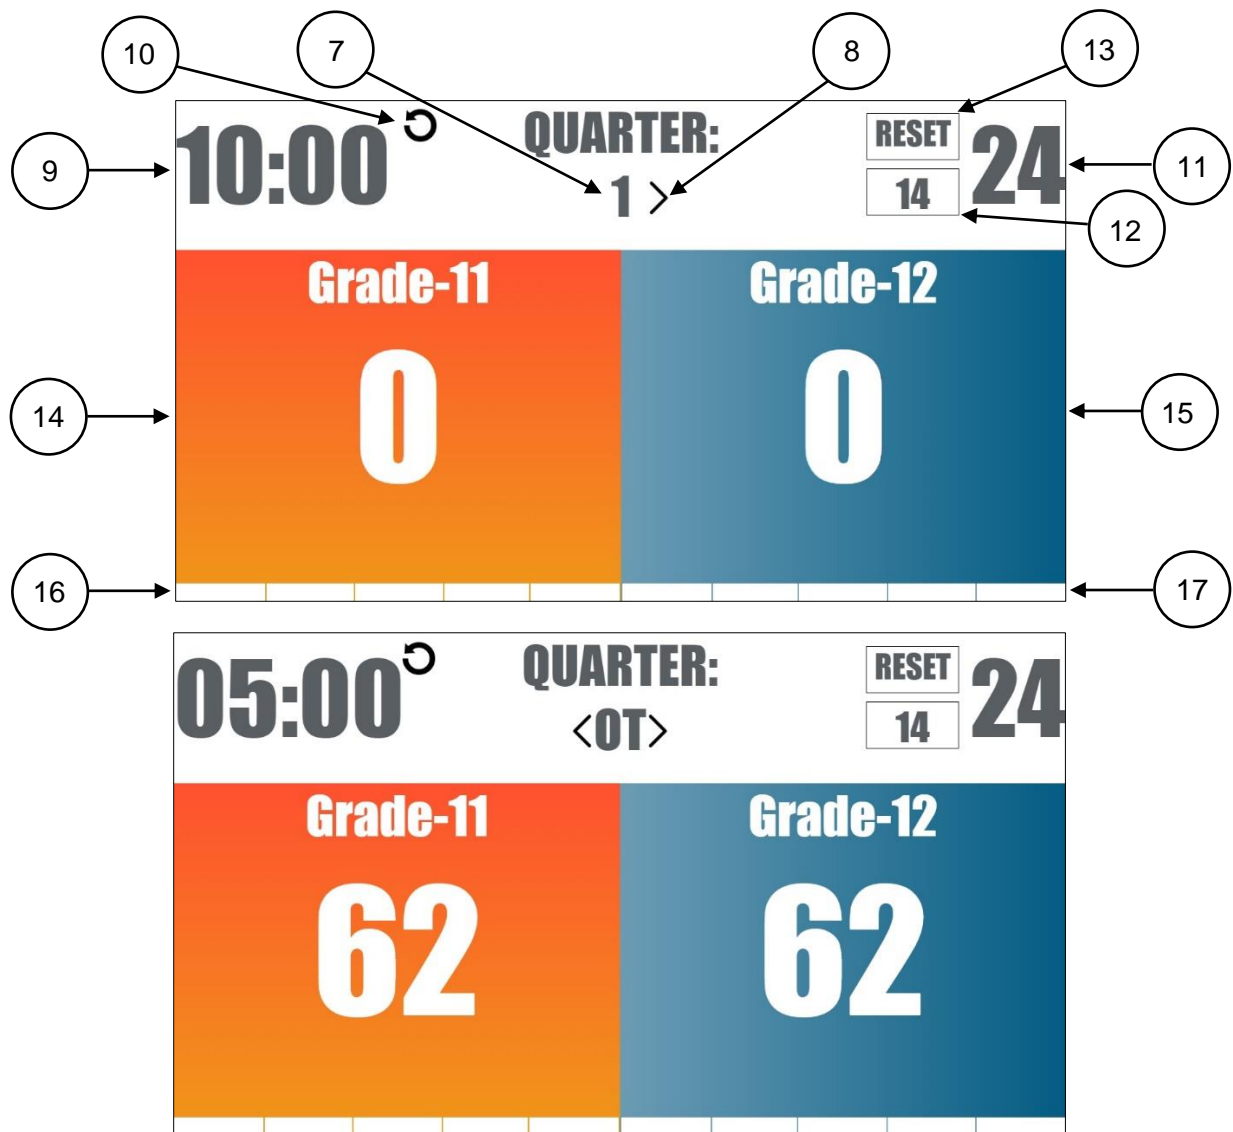 10 7 8 13
10:00 QUARTER: RESET 24
9 1 > 14 11
12
Grade-11 Grade-12
0 0
14 15
16 17
05:00 QUARTER: RESET 24
<OT> 14
Grade-11 Grade-12
62 62